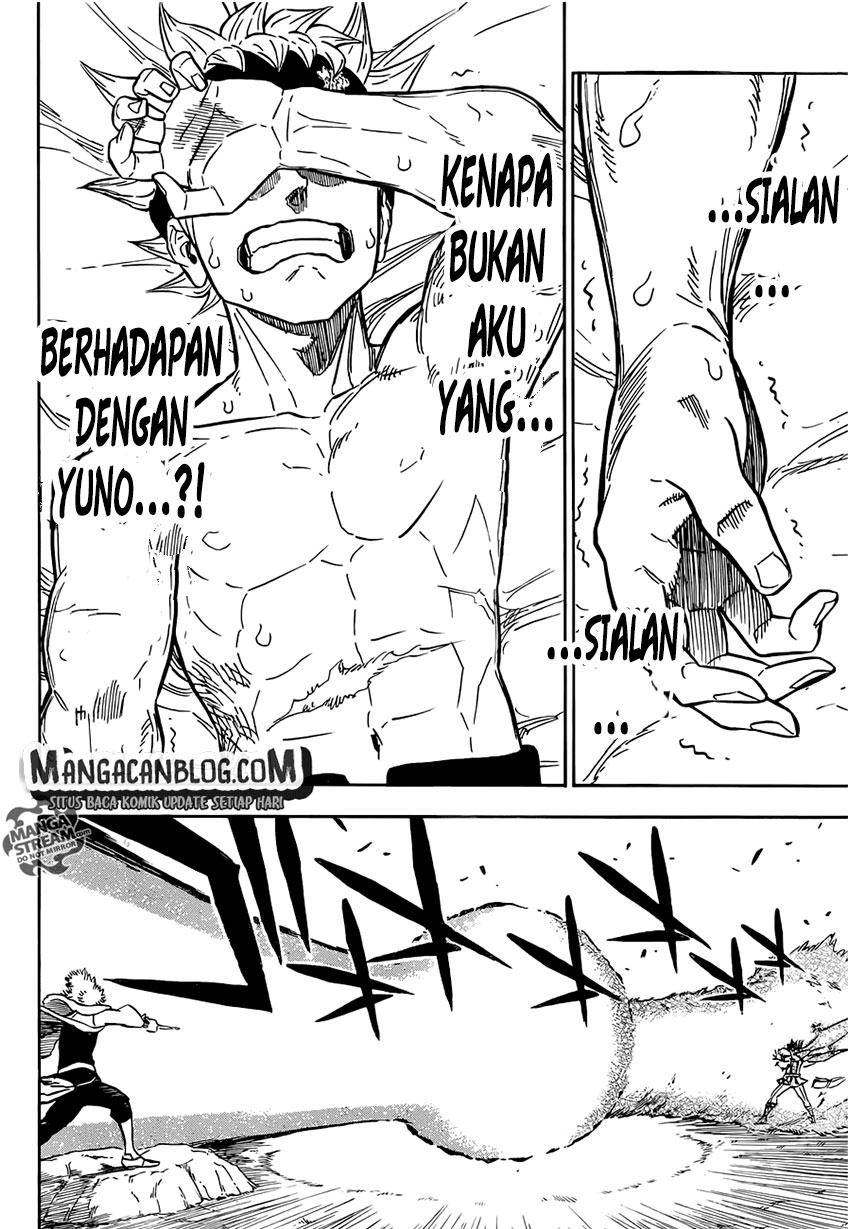 ...SIALAN
...
...SIALAN
...
KENAPA
BUKAN
AKU
YANG...
BERHADAPAN
DENGAN
YUNO...?!
MANGACANBLOG.COM
SITUS BACA KOMIK UPDATE SETIAP HARI
MANGA
STREAM.com
DO NOT MIRROR